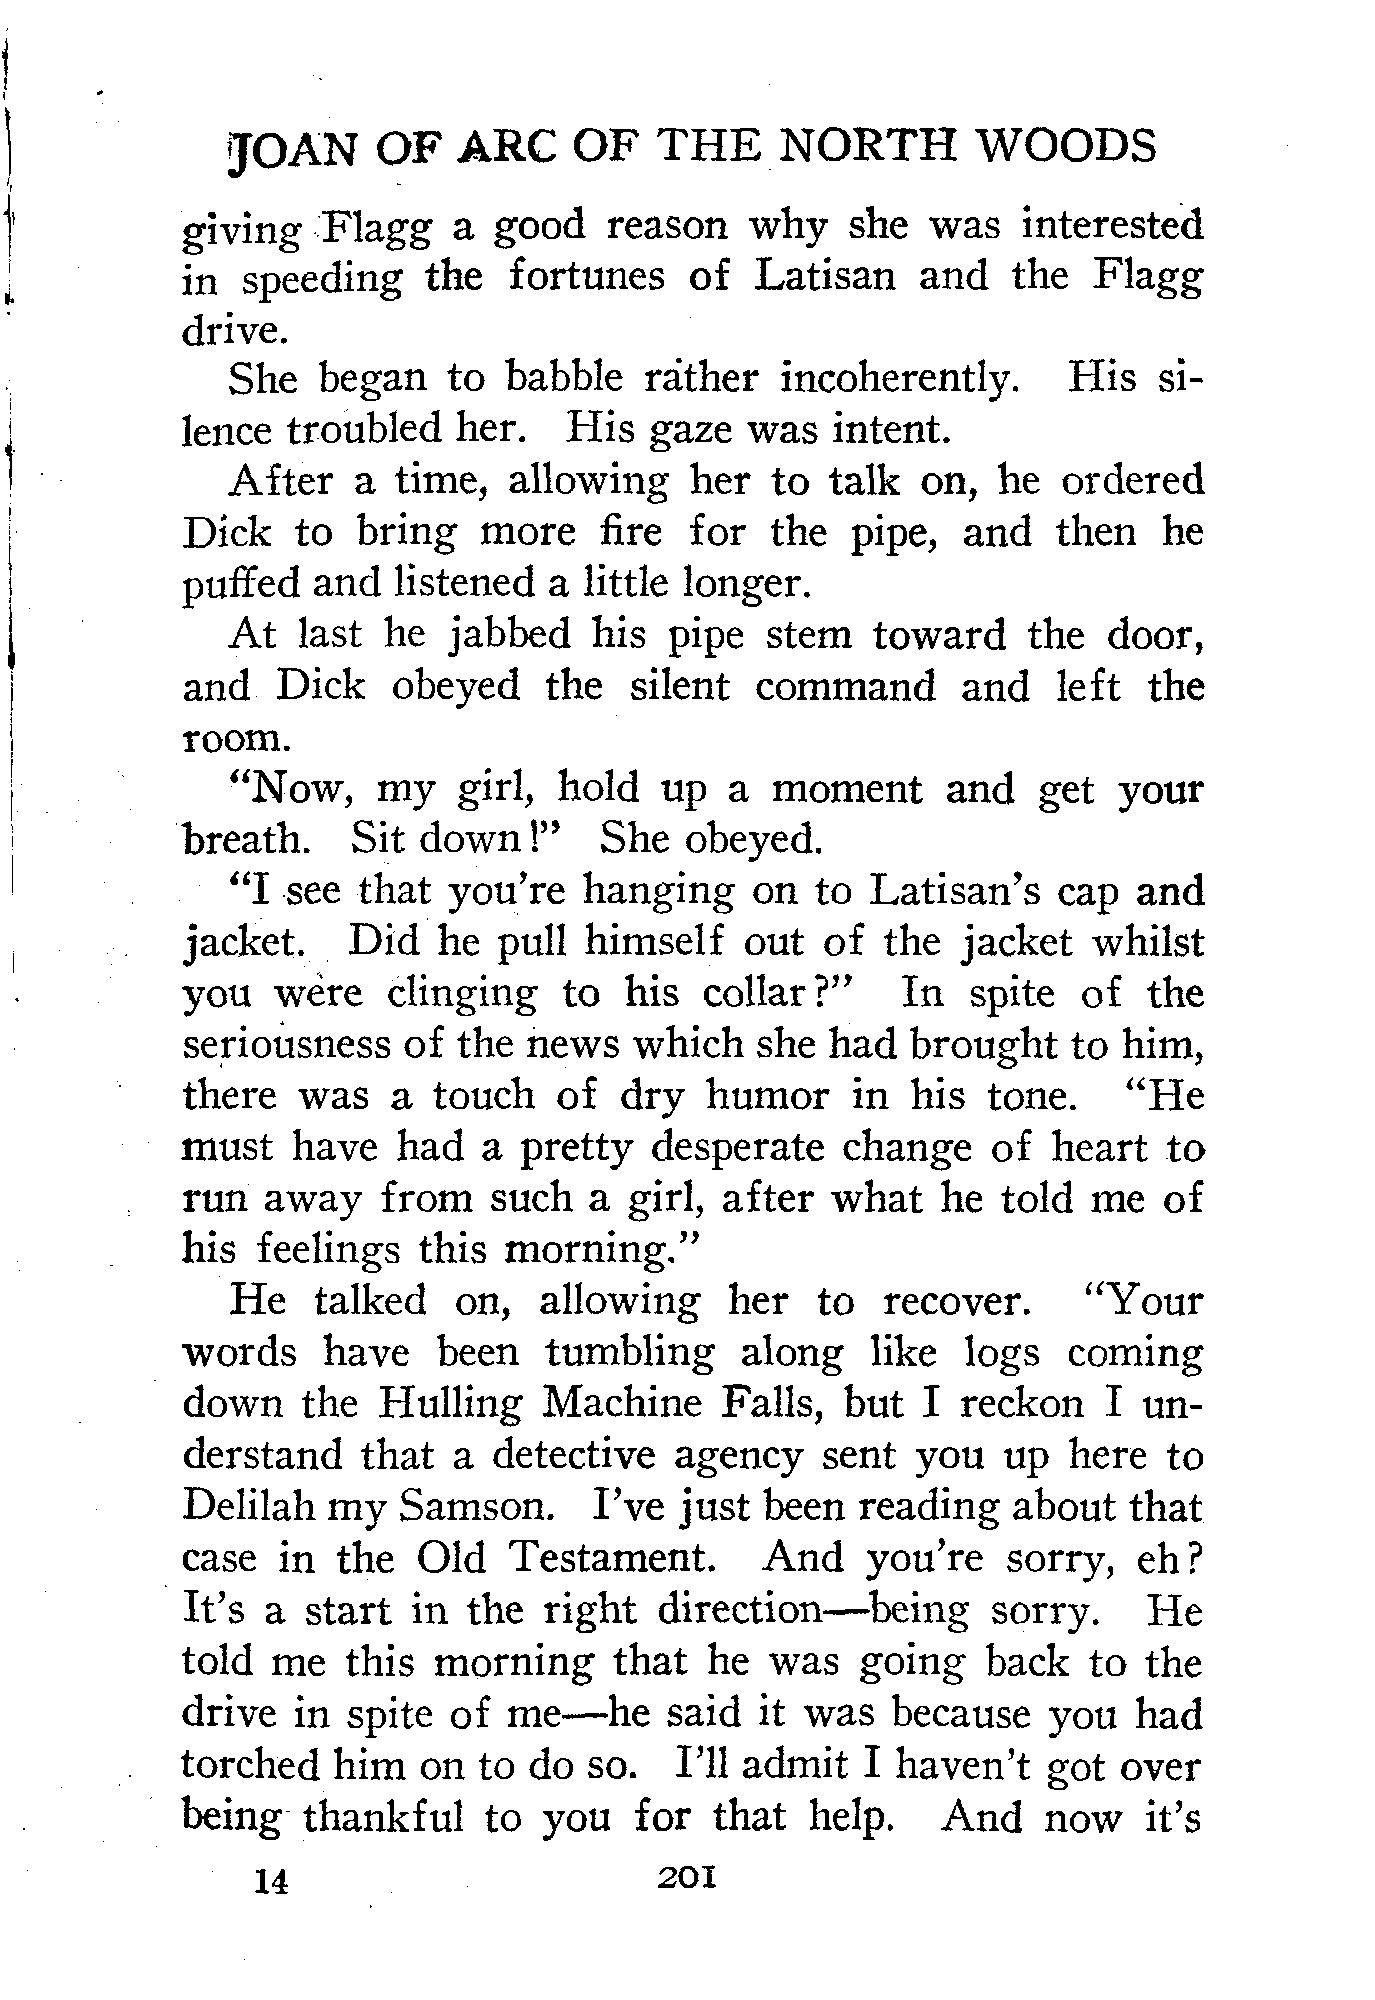 JOAN OF ARC OF THE NORTH WOODS
giving Flagg a good reason why she was interested
in speeding the fortunes of Latisan and the Flagg
drive.
She began to babble rather incoherently. His si-
lence troubled her. His gaze was intent.
After a time, allowing her to talk on, he ordered
Dick to bring more fire for the pipe, and then he
puffed and listened a little longer.
At last he jabbed his pipe stem toward the door,
and Dick obeyed the silent command and left the
room.
“Now, my girl, hold up a moment and get your
breath. Sit down!” She obeyed.
“I see that you're hanging on to Latisan's cap and
jacket. Did he pull himself out of the jacket whilst
you were clinging to his collar?” In spite of the
seriousness of the news which she had brought to him,
there was a touch of dry humor in his tone. “He
must have had a pretty desperate change of heart to
run away from such a girl, after what he told me of
his feelings this morning.”
He talked on, allowing her to recover. “Your
words have been tumbling along like logs coming
down the Hulling Machine Falls, but I reckon I un-
derstand that a detective agency sent you up here to
Delilah my Samson. I've just been reading about that
case in the Old Testament. And you're sorry, eh?
It's a start in the right direction—being sorry. He
told me this morning that he was going back to the
drive in spite of me—he said it was because you had
torched him on to do so. I'll admit I haven't got over
being thankful to you for that help. And now it's
14 201